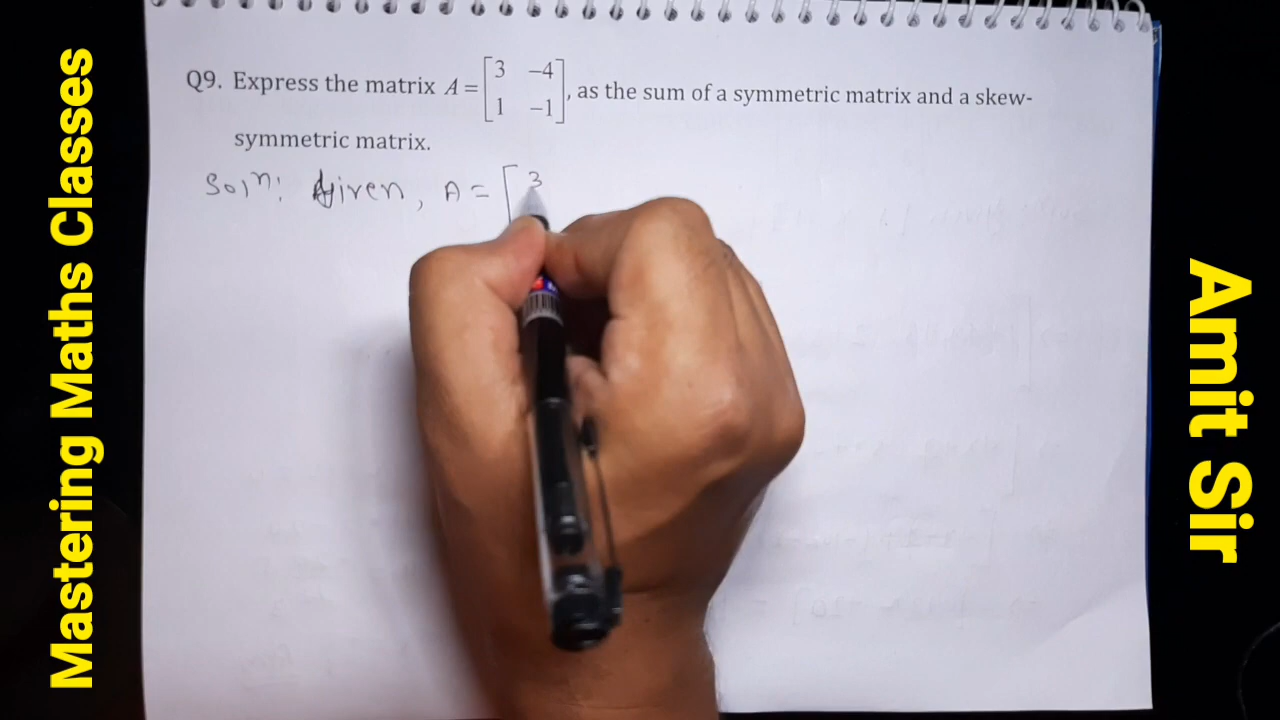 Mastering Maths Classes
Q9. Express the matrix A = [3 −4
1 −1], as the sum of a symmetric matrix and a skew-
symmetric matrix.
Solⁿ: Given, A = [3
Amit Sir